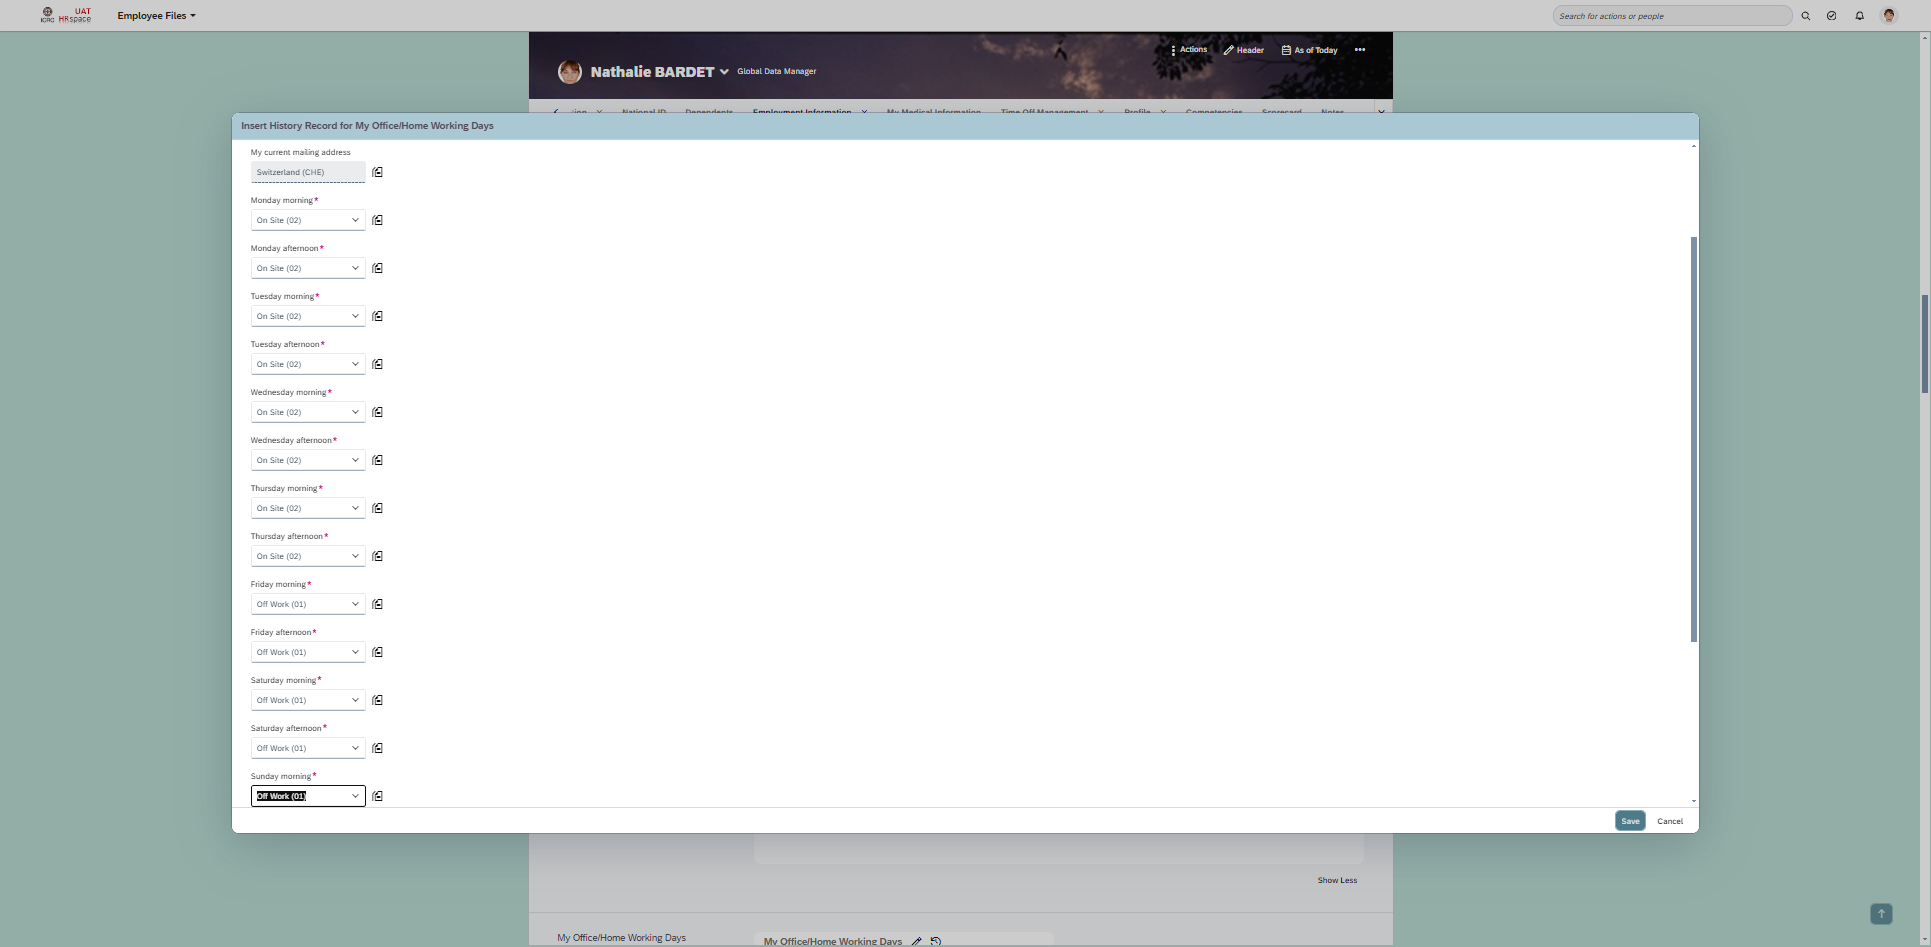 ICRC
UAT
HRspace
Employee Files
Search for actions or people
Actions
Header
As of Today
Nathalie BARDET
Global Data Manager
National ID
Dependents
Employment Information
My Medical Information
Time Off Management
Profile
Competencies
Scorecard
Notes
Insert History Record for My Office/Home Working Days
My current mailing address
Switzerland (CHE)
Monday morning*
On Site (02)
Monday afternoon*
On Site (02)
Tuesday morning*
On Site (02)
Tuesday afternoon*
On Site (02)
Wednesday morning*
On Site (02)
Wednesday afternoon*
On Site (02)
Thursday morning*
On Site (02)
Thursday afternoon*
On Site (02)
Friday morning*
Off Work (01)
Friday afternoon*
Off Work (01)
Saturday morning*
Off Work (01)
Saturday afternoon*
Off Work (01)
Sunday morning*
Off Work (01)
Save
Cancel
Show Less
My Office/Home Working Days
My Office/Home Working Days